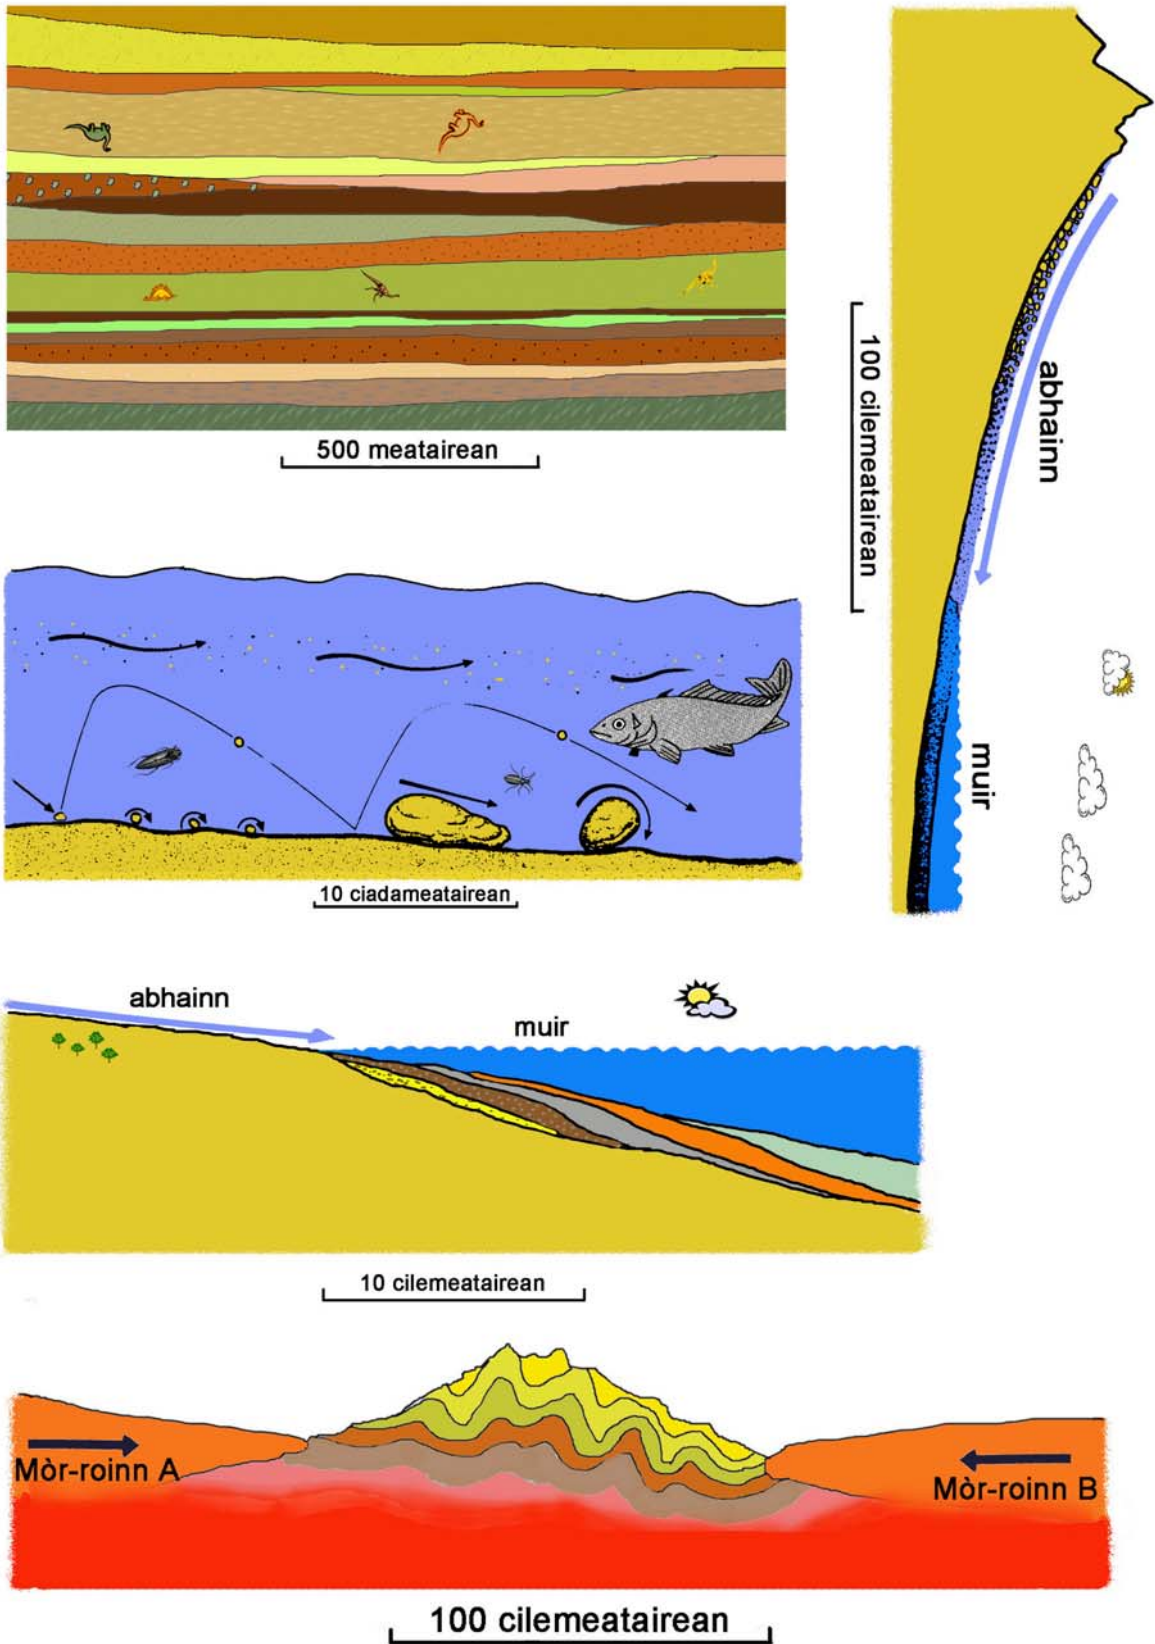 500 meatairean
100 cilemeatairean
abhainn
muir
10 ciadameatairean
abhainn
muir
10 cilemeatairean
Mòr-roinn A
Mòr-roinn B
100 cilemeatairean